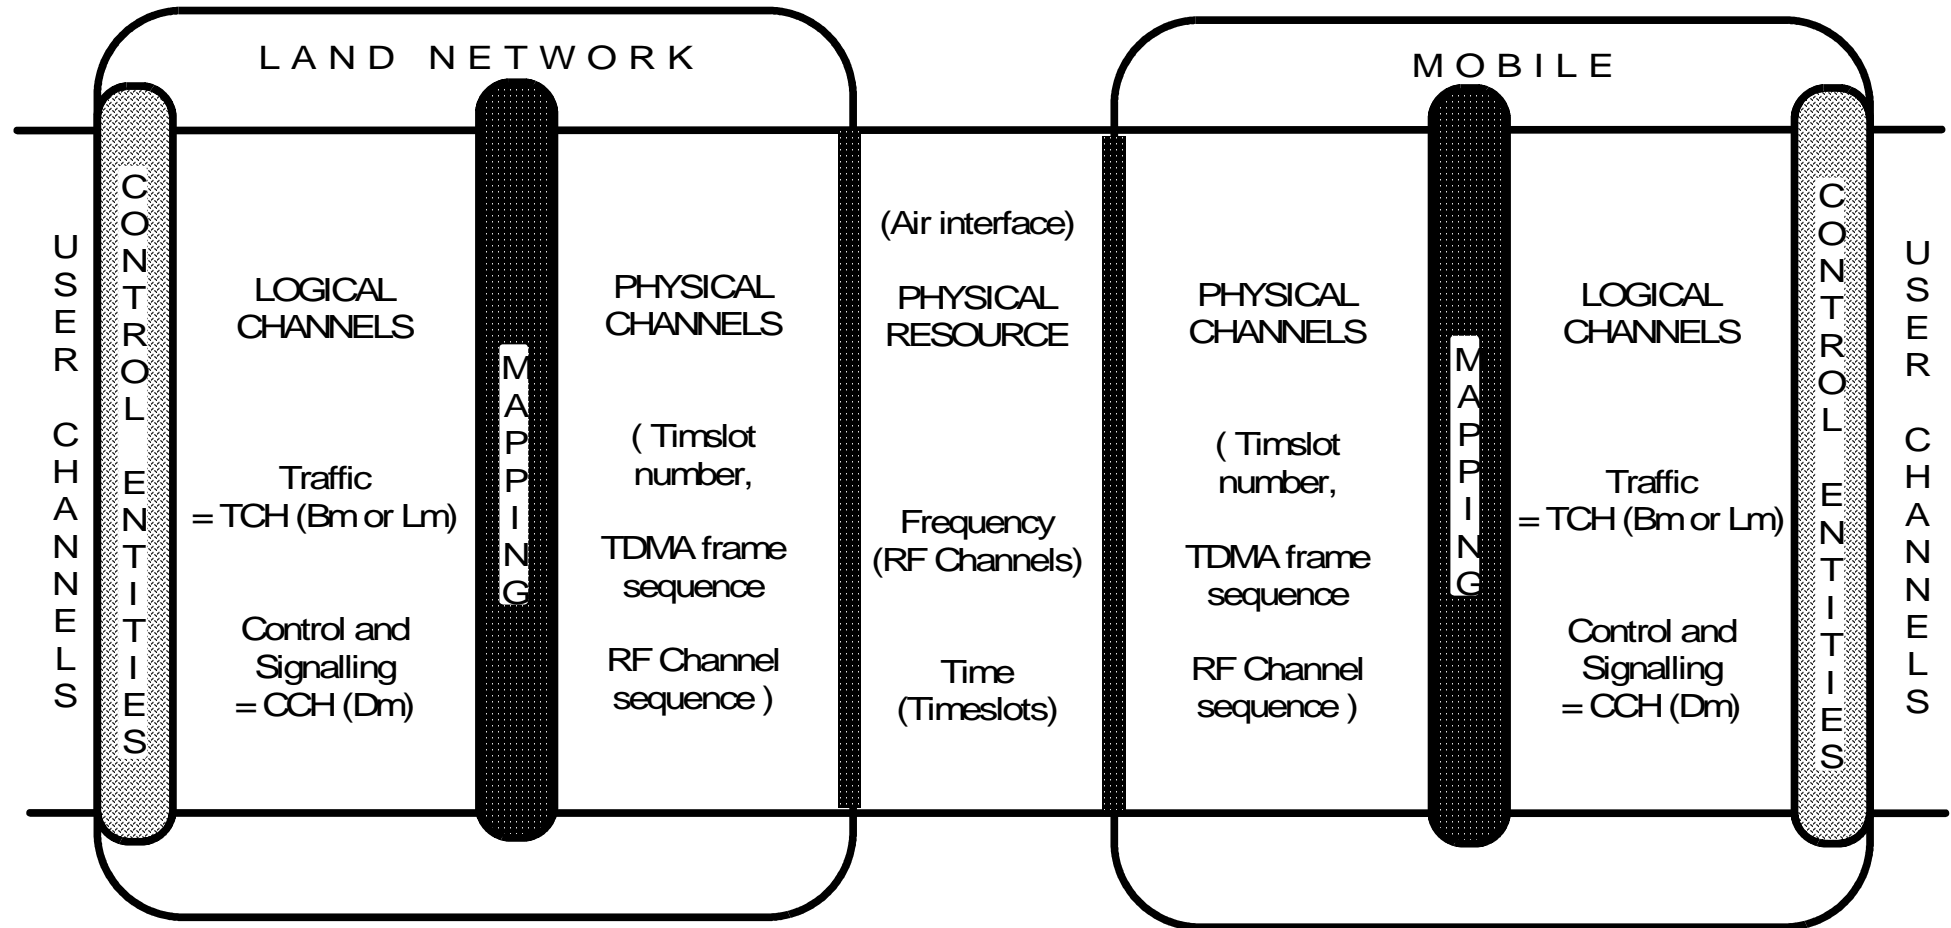 LAND NETWORK
MOBILE
USER CHANNELS
CONTROL ENTITIES
LOGICAL
CHANNELS
Traffic
= TCH (Bm or Lm)
Control and
Signalling
= CCH (Dm)
MAPPING
PHYSICAL
CHANNELS
( Timslot
number,
TDMA frame
sequence
RF Channel
sequence )
(Air interface)
PHYSICAL
RESOURCE
Frequency
(RF Channels)
Time
(Timeslots)
PHYSICAL
CHANNELS
( Timslot
number,
TDMA frame
sequence
RF Channel
sequence )
MAPPING
LOGICAL
CHANNELS
Traffic
= TCH (Bm or Lm)
Control and
Signalling
= CCH (Dm)
CONTROL ENTITIES
USER CHANNELS